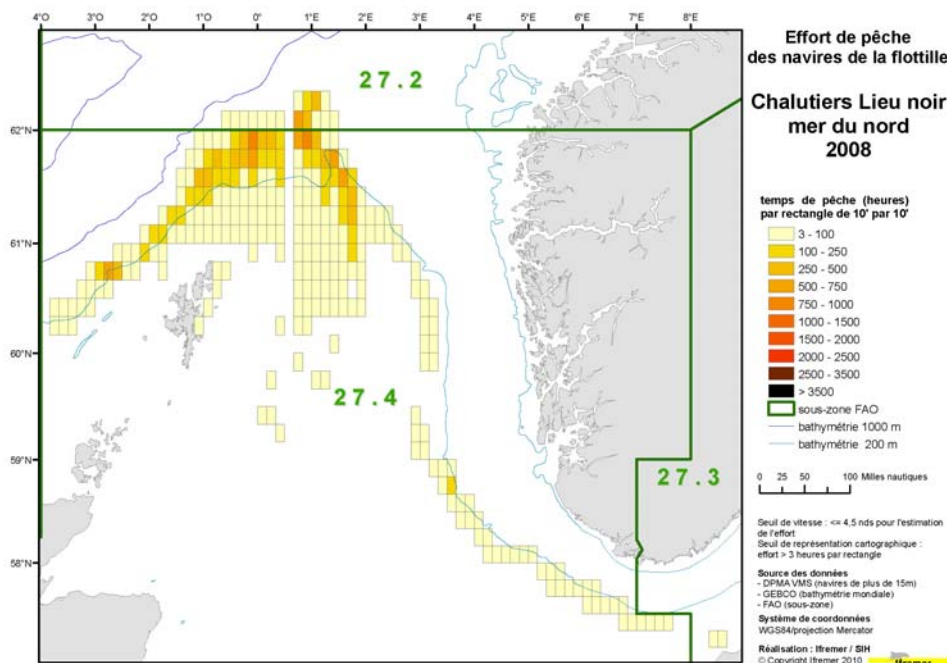 4°0' 3°0' 2°0' 1°0' 0' 1°E 2°E 3°E 4°E 5°E 6°E 7°E 8°E
62°N
61°N
60°N
59°N
58°N
27.2
27.4
27.3
Effort de pêche
des navires de la flottille
Chalutiers Lieu noir
mer du nord
2008
temps de pêche (heures)
par rectangle de 10' par 10'
3 - 100
100 - 250
250 - 500
500 - 750
750 - 1000
1000 - 1500
1500 - 2000
2000 - 2500
2500 - 3500
> 3500
sous-zone FAO
bathymétrie 1000 m
bathymétrie 200 m
0 25 50 100 Milles nautiques
Seuil de vitesse : <= 4,5 nds pour l'estimation
de l'effort
Seuil de représentation cartographique :
effort > 3 heures par rectangle
Source des données
- DPMA VMS (navires de plus de 15m)
- GEBCO (bathymétrie mondiale)
- FAO (sous-zone)
Système de coordonnées
WGS84/projection Mercator
Réalisation : Ifremer / SIH
© Copyright Ifremer 2010
Ifremer